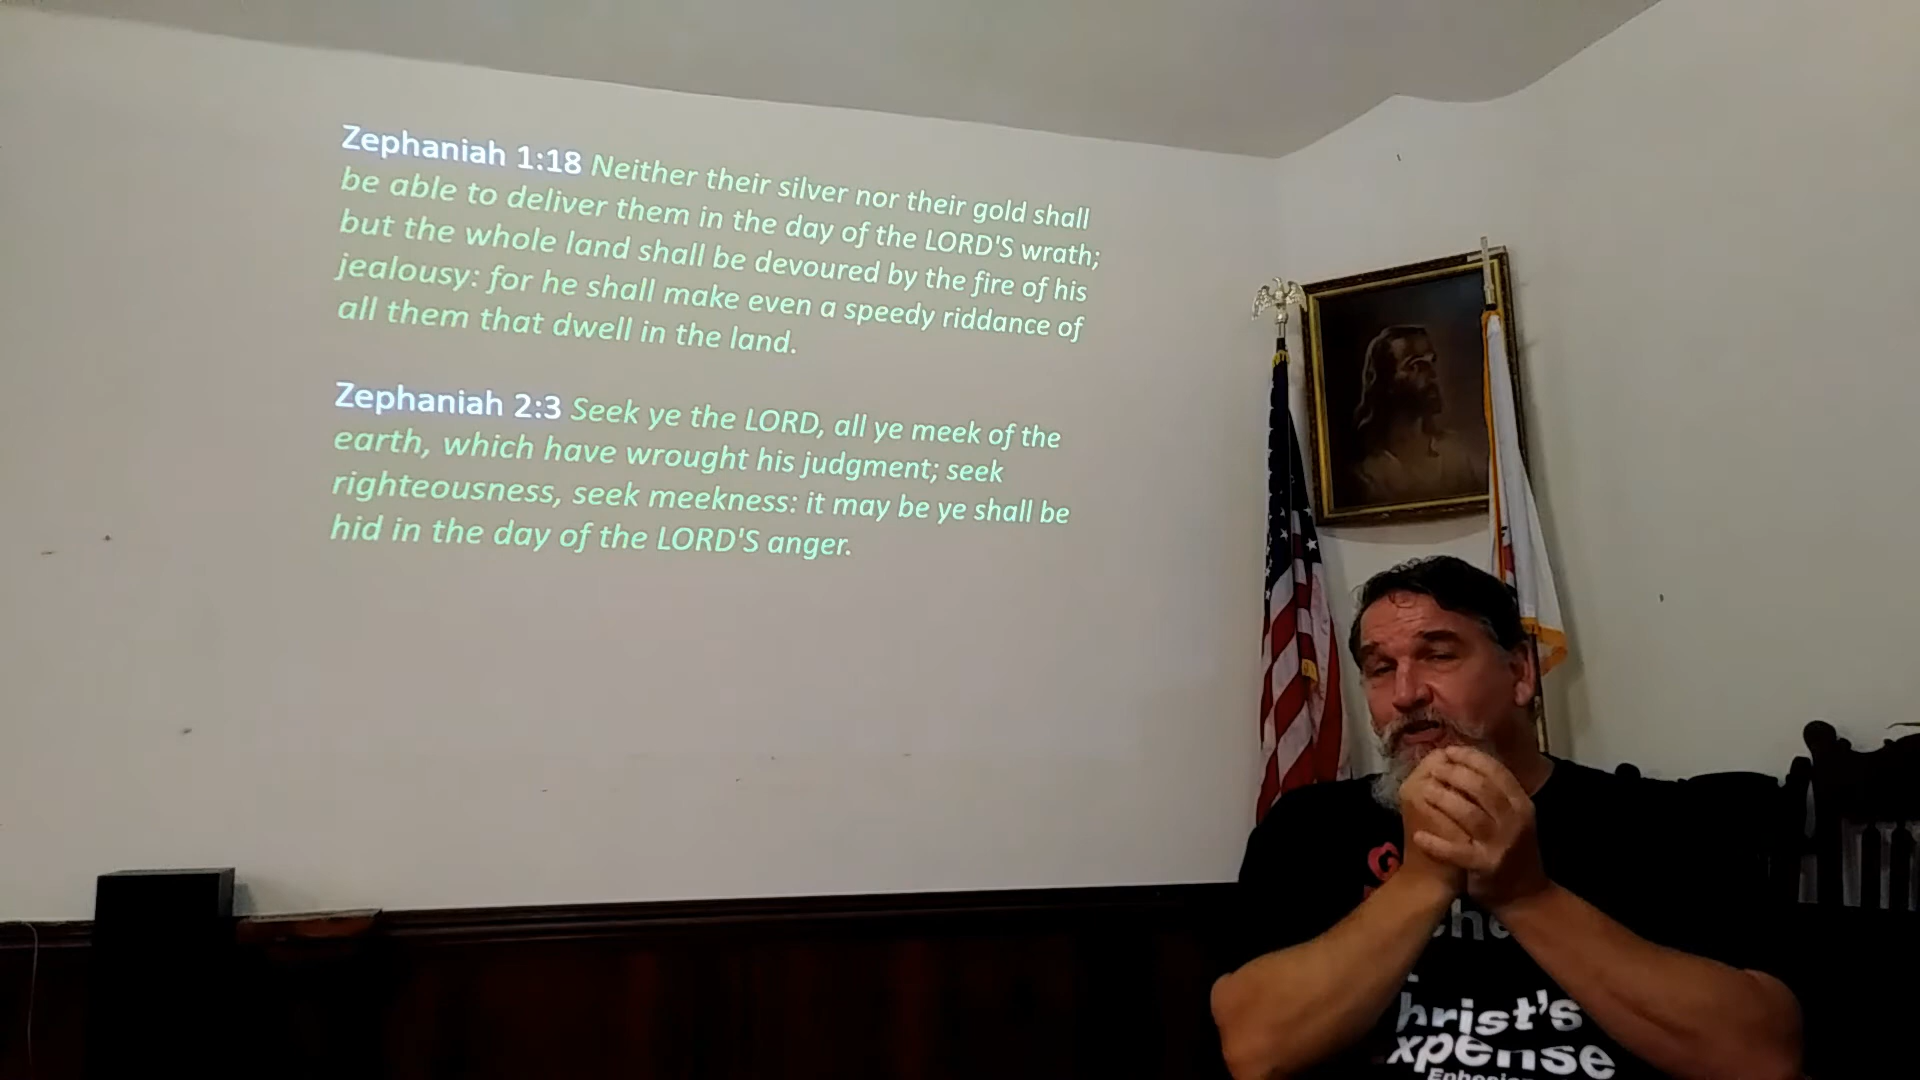 Zephaniah 1:18 Neither their silver nor their gold shall
be able to deliver them in the day of the LORD'S wrath;
but the whole land shall be devoured by the fire of his
jealousy: for he shall make even a speedy riddance of
all them that dwell in the land.
Zephaniah 2:3 Seek ye the LORD, all ye meek of the
earth, which have wrought his judgment; seek
righteousness, seek meekness: it may be ye shall be
hid in the day of the LORD'S anger.
hrist's
xpense